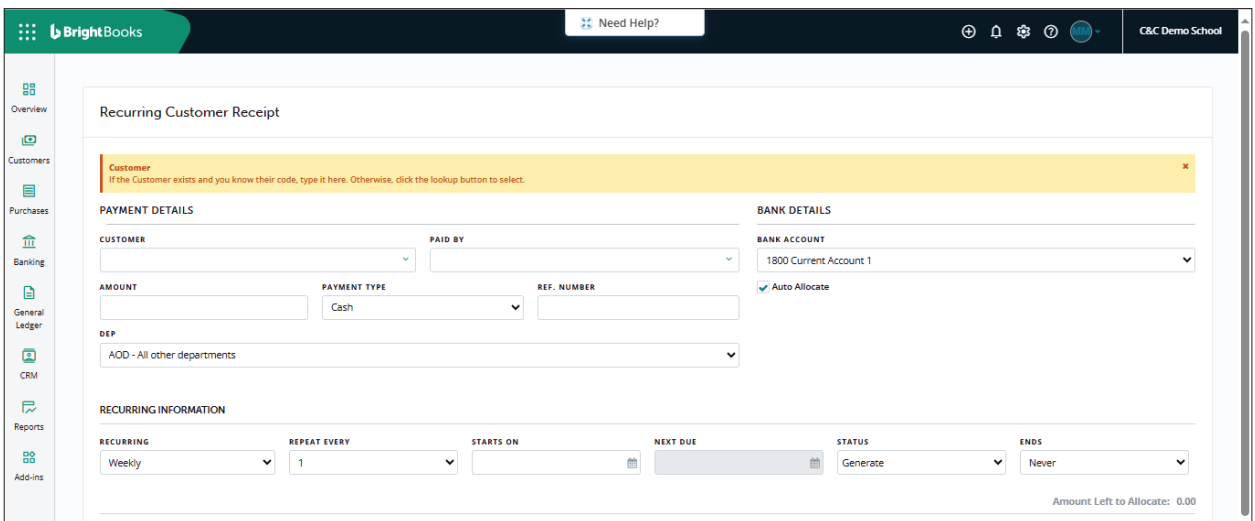 BrightBooks
Need Help?
MM
C&C Demo School
Overview
Customers
Purchases
Banking
General
Ledger
CRM
Reports
Add-ins
Recurring Customer Receipt
Customer
If the Customer exists and you know their code, type it here. Otherwise, click the lookup button to select.
PAYMENT DETAILS
CUSTOMER
PAID BY
AMOUNT
PAYMENT TYPE
Cash
REF. NUMBER
DEP
AOD - All other departments
BANK DETAILS
BANK ACCOUNT
1800 Current Account 1
Auto Allocate
RECURRING INFORMATION
RECURRING
Weekly
REPEAT EVERY
1
STARTS ON
NEXT DUE
STATUS
Generate
ENDS
Never
Amount Left to Allocate: 0.00